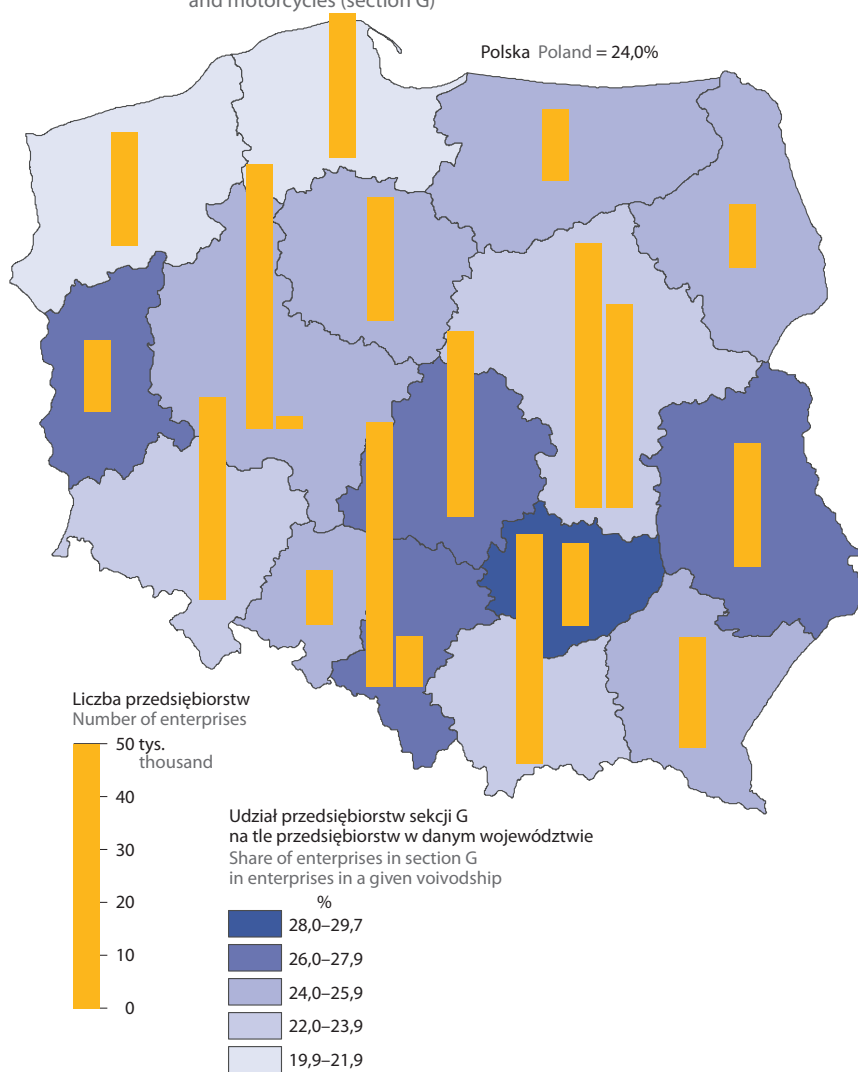 and motorcycles (section G)
Polska Poland = 24,0%
Liczba przedsiębiorstw
Number of enterprises
50 tys.
thousand
40
30
20
10
0
Udział przedsiębiorstw sekcji G
na tle przedsiębiorstw w danym województwie
Share of enterprises in section G
in enterprises in a given voivodship
%
28,0–29,7
26,0–27,9
24,0–25,9
22,0–23,9
19,9–21,9